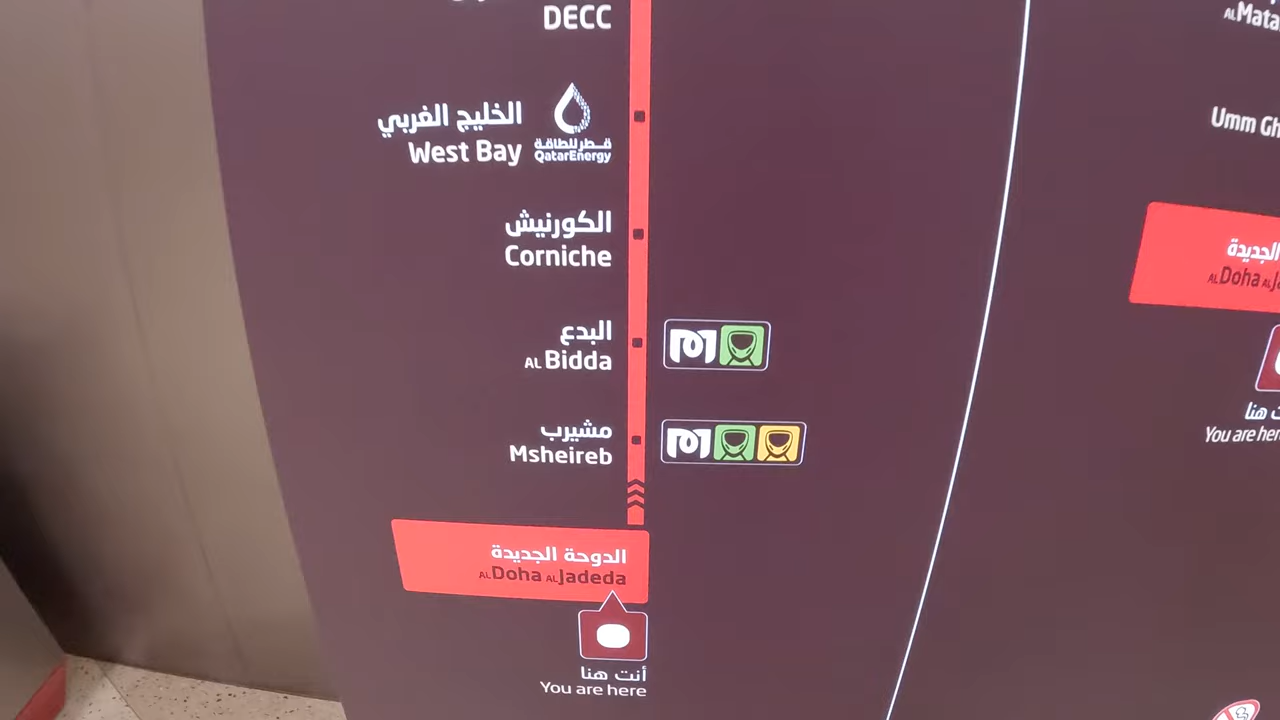 DECC
الخليج الغربي
West Bay
قطر للطاقة
QatarEnergy
الكورنيش
Corniche
البدع
AL Bidda
مشيرب
Msheireb
الدوحة الجديدة
AL Doha AL Jadeda
أنت هنا
You are here
AL Mata
Umm Gh
الجديدة
AL Doha AL Ja
هنا
You are her